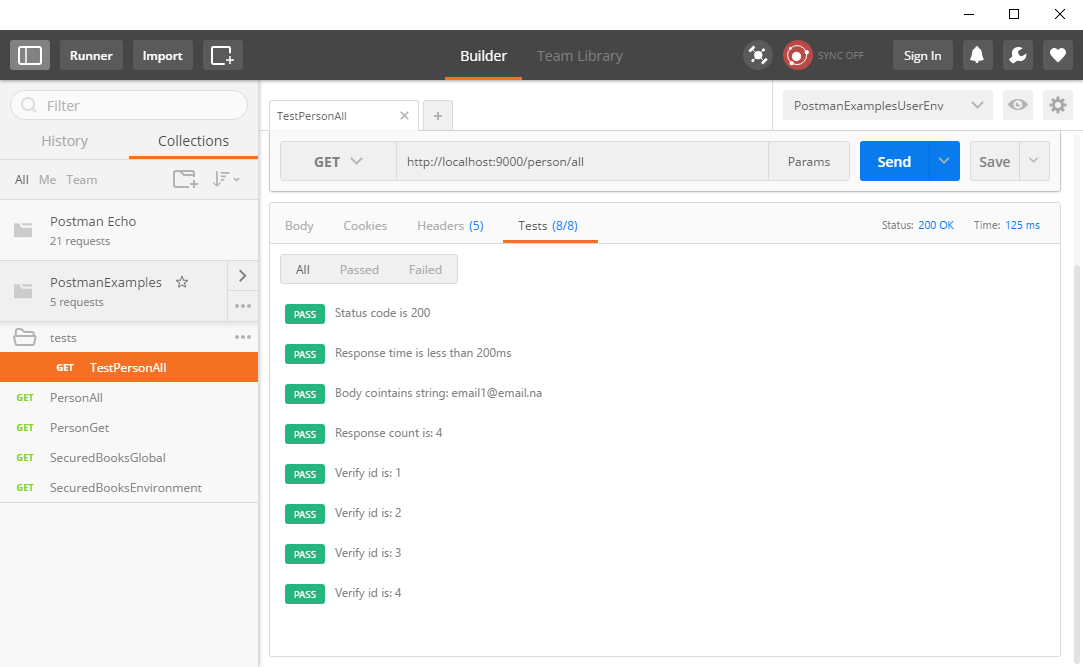 Runner Import Builder Team Library SYNC OFF Sign In
Filter
History Collections
All Me Team
Postman Echo
21 requests
PostmanExamples
5 requests
tests
GET TestPersonAll
GET PersonAll
GET PersonGet
GET SecuredBooksGlobal
GET SecuredBooksEnvironment
TestPersonAll
PostmanExamplesUserEnv
GET http://localhost:9000/person/all Params Send Save
Body Cookies Headers (5) Tests (8/8) Status: 200 OK Time: 125 ms
All Passed Failed
PASS Status code is 200
PASS Response time is less than 200ms
PASS Body cointains string: email1@email.na
PASS Response count is: 4
PASS Verify id is: 1
PASS Verify id is: 2
PASS Verify id is: 3
PASS Verify id is: 4